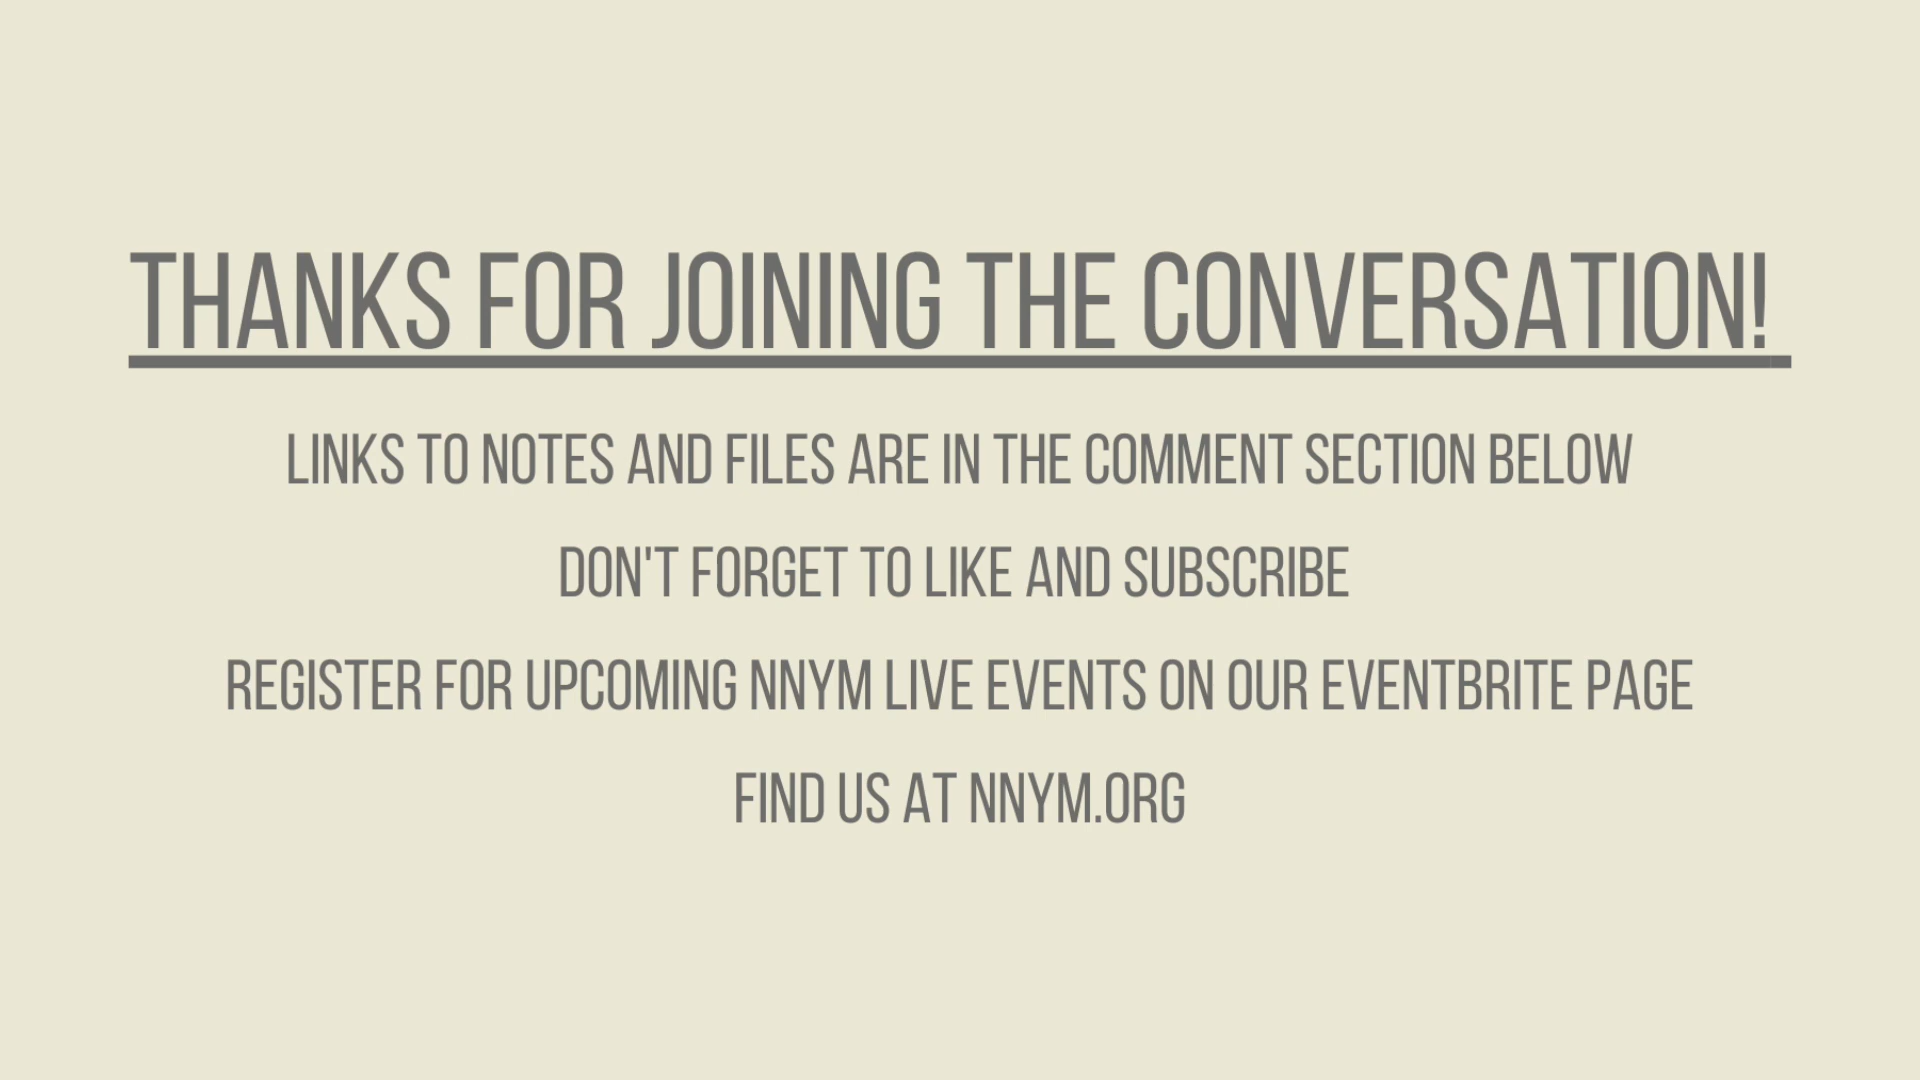 THANKS FOR JOINING THE CONVERSATION!
LINKS TO NOTES AND FILES ARE IN THE COMMENT SECTION BELOW
DON'T FORGET TO LIKE AND SUBSCRIBE
REGISTER FOR UPCOMING NNYM LIVE EVENTS ON OUR EVENTBRITE PAGE
FIND US AT NNYM.ORG